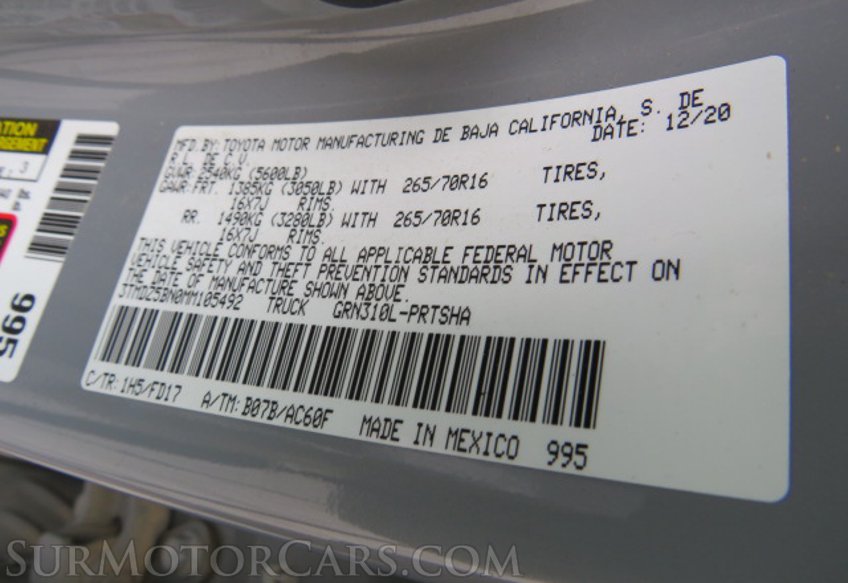 ATION
3
995
MFD.BY: TOYOTA MOTOR MANUFACTURING DE BAJA CALIFORNIA, S. DE
R.L. DE C.V. DATE: 12/20
GVWR: 2540KG (5600LB)
GAWR:FRT. 1385KG (3050LB) WITH 265/70R16 TIRES,
16X7J RIMS.
RR. 1490KG (3280LB) WITH 265/70R16 TIRES,
16X7J RIMS.
THIS VEHICLE CONFORMS TO ALL APPLICABLE FEDERAL MOTOR
VEHICLE SAFETY AND THEFT PREVENTION STANDARDS IN EFFECT ON
THE DATE OF MANUFACTURE SHOWN ABOVE.
3TMDZ5BN0MM105492 TRUCK GRN310L-PRTSHA
C/TR: 1H5/FD17 A/TM: B07B/AC60F MADE IN MEXICO 995
SURMOTORCARS.COM